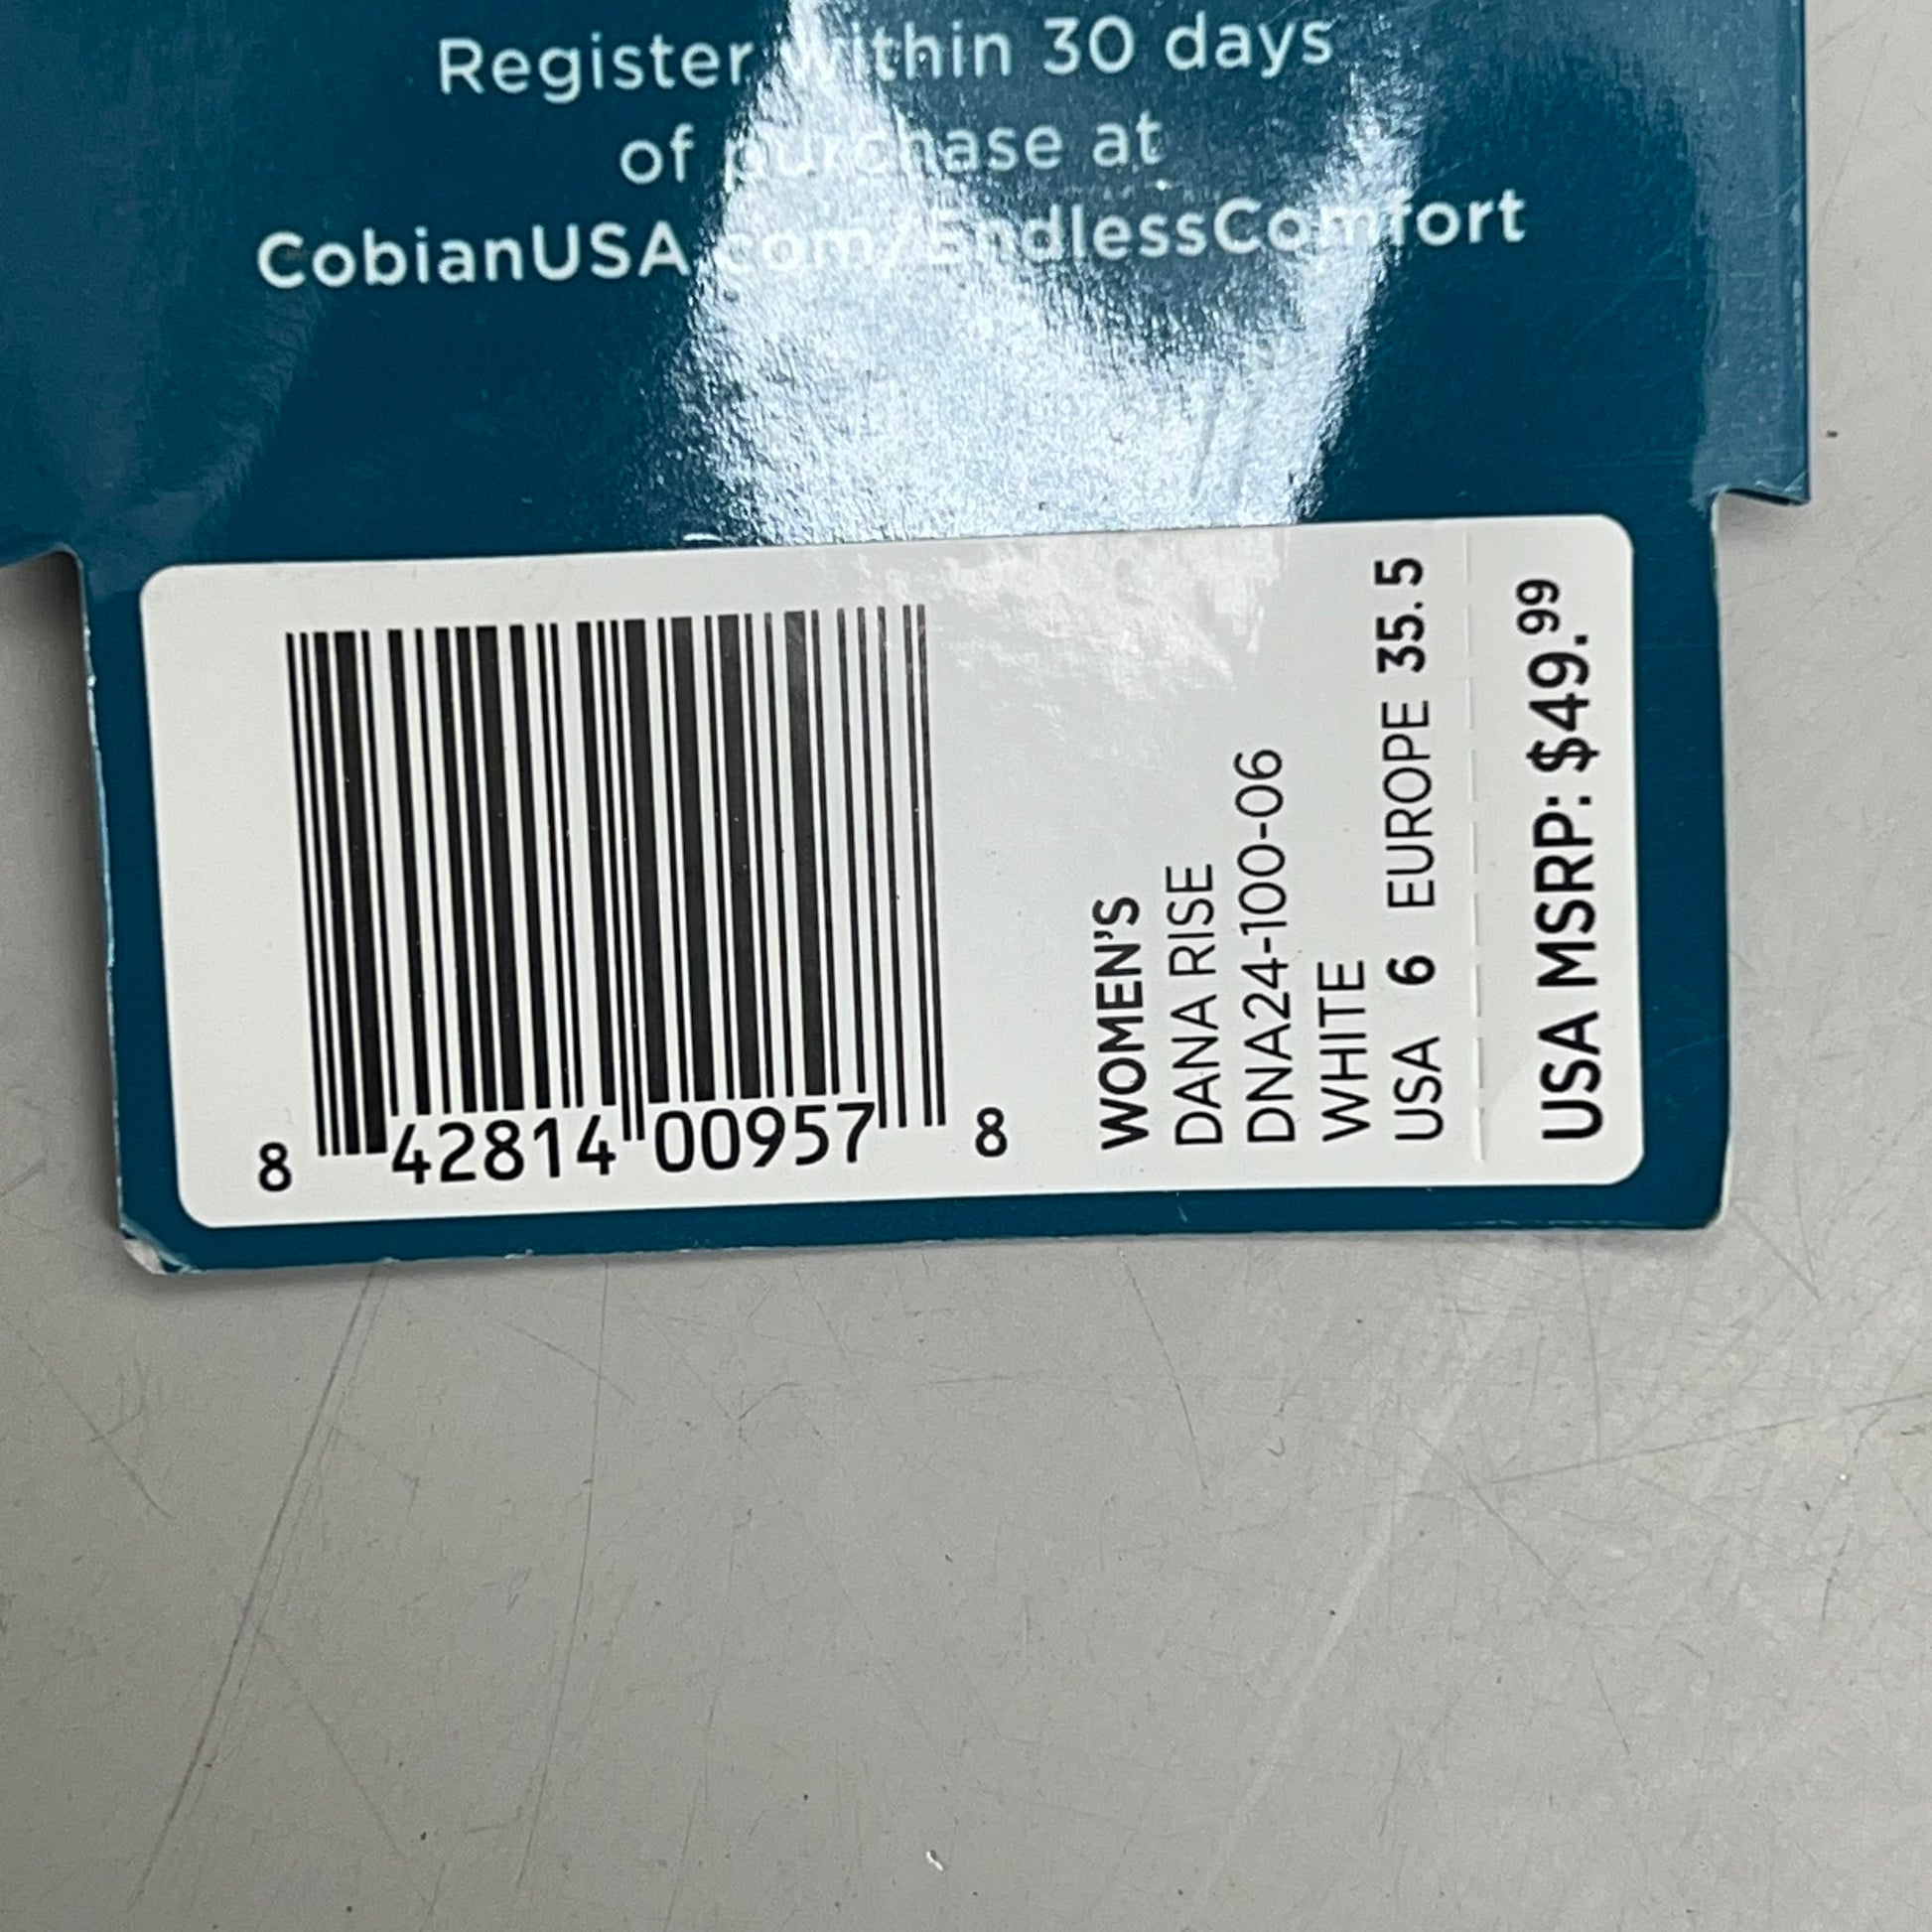 Register within 30 days
of purchase at
CobianUSA.com/EndlessComfort
8 42814 00957 8
WOMEN'S
DANA RISE
DNA24-100-06
WHITE
USA 6 EUROPE 35.5
USA MSRP: $49.99